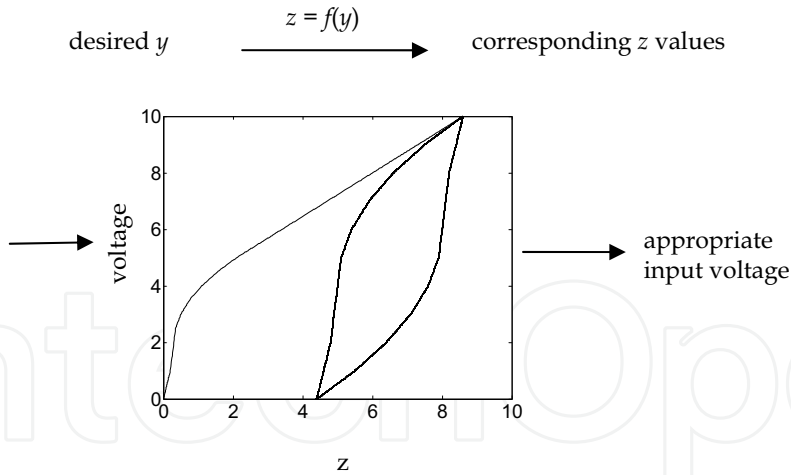 z = f(y)
desired y
corresponding z values
10
8
6
4
2
0
voltage
0 2 4 6 8 10
z
appropriate
input voltage
ntechOp